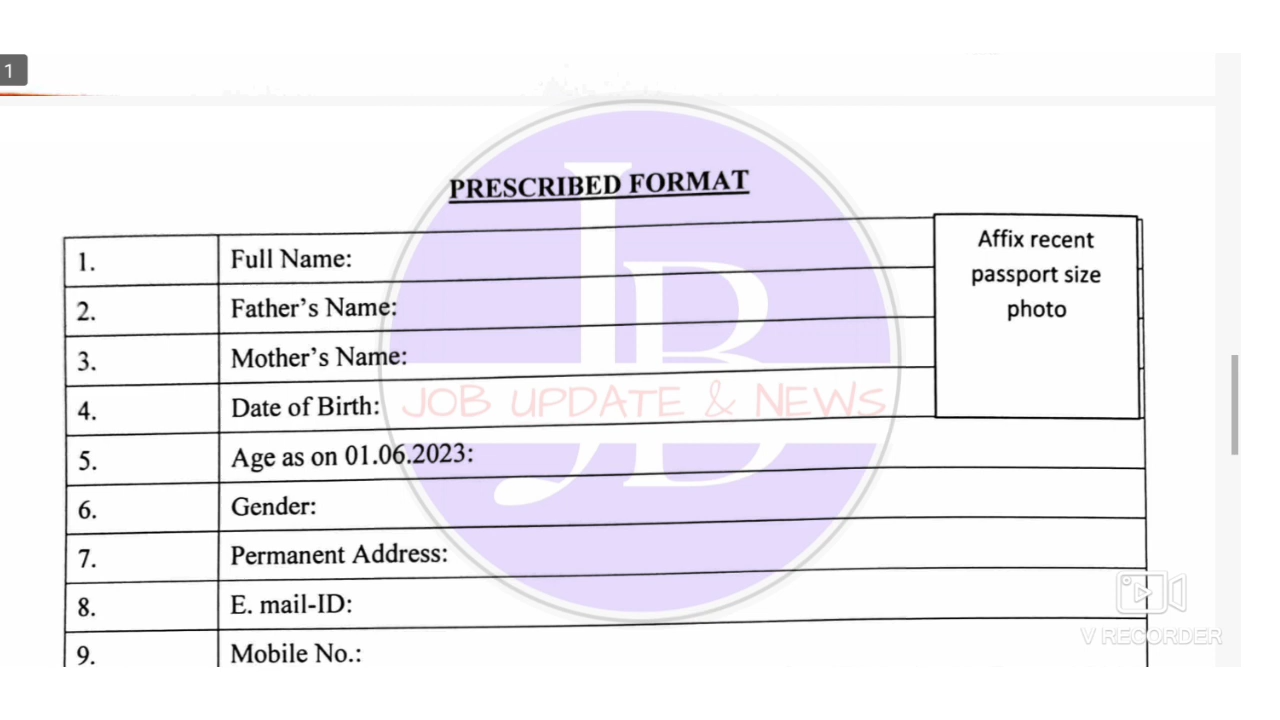 1
PRESCRIBED FORMAT
Affix recent
passport size
photo
1. Full Name:
2. Father's Name:
3. Mother's Name:
4. Date of Birth:
JOB UPDATE & NEWS
5. Age as on 01.06.2023:
6. Gender:
7. Permanent Address:
8. E. mail-ID:
9. Mobile No.:
JB
V RECORDER